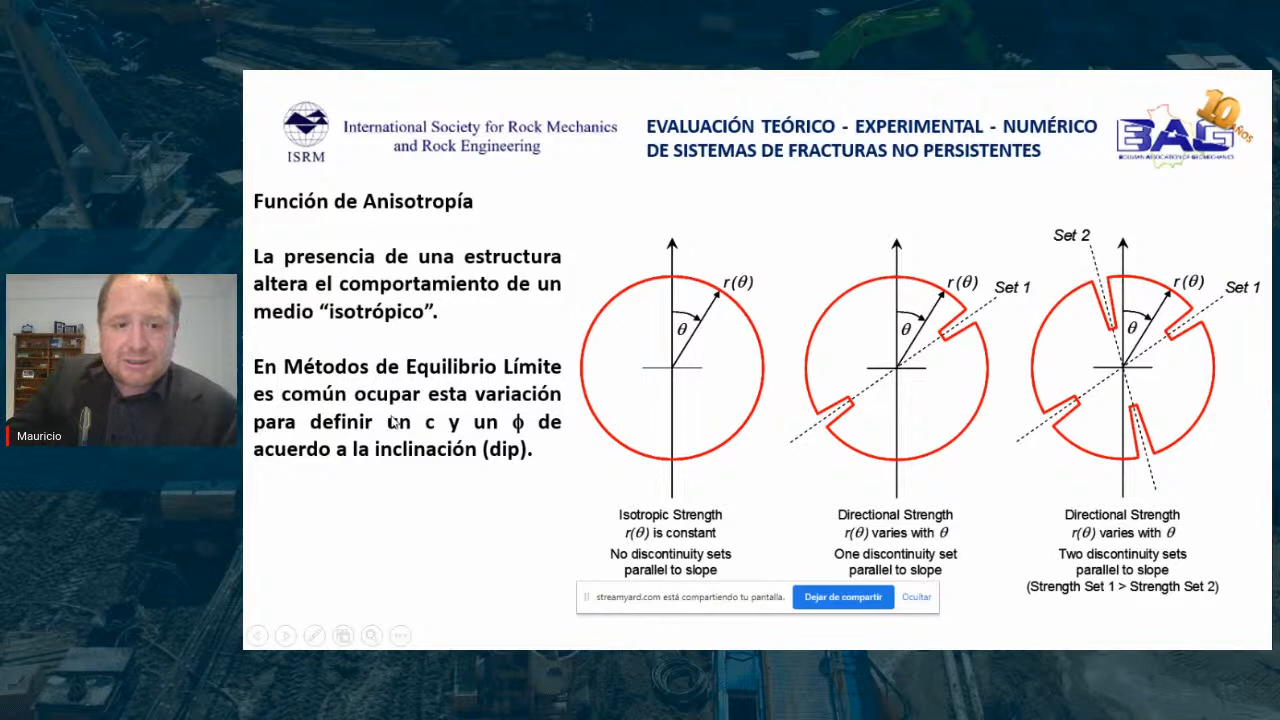 ISRM
International Society for Rock Mechanics
and Rock Engineering
EVALUACIÓN TEÓRICO - EXPERIMENTAL - NUMÉRICO
DE SISTEMAS DE FRACTURAS NO PERSISTENTES
10
AÑOS
BAG
BOLIVIAN ASSOCIATION OF GEOMECHANICS
Función de Anisotropía
La presencia de una estructura
altera el comportamiento de un
medio “isotrópico”.
En Métodos de Equilibrio Límite
es común ocupar esta variación
para definir un c y un ϕ de
acuerdo a la inclinación (dip).
r(θ)
θ
Isotropic Strength
r(θ) is constant
No discontinuity sets
parallel to slope
r(θ)
Set 1
θ
Directional Strength
r(θ) varies with θ
One discontinuity set
parallel to slope
Set 2
r(θ)
Set 1
θ
Directional Strength
r(θ) varies with θ
Two discontinuity sets
parallel to slope
(Strength Set 1 > Strength Set 2)
streamyard.com está compartiendo tu pantalla.
Dejar de compartir
Ocultar
Mauricio